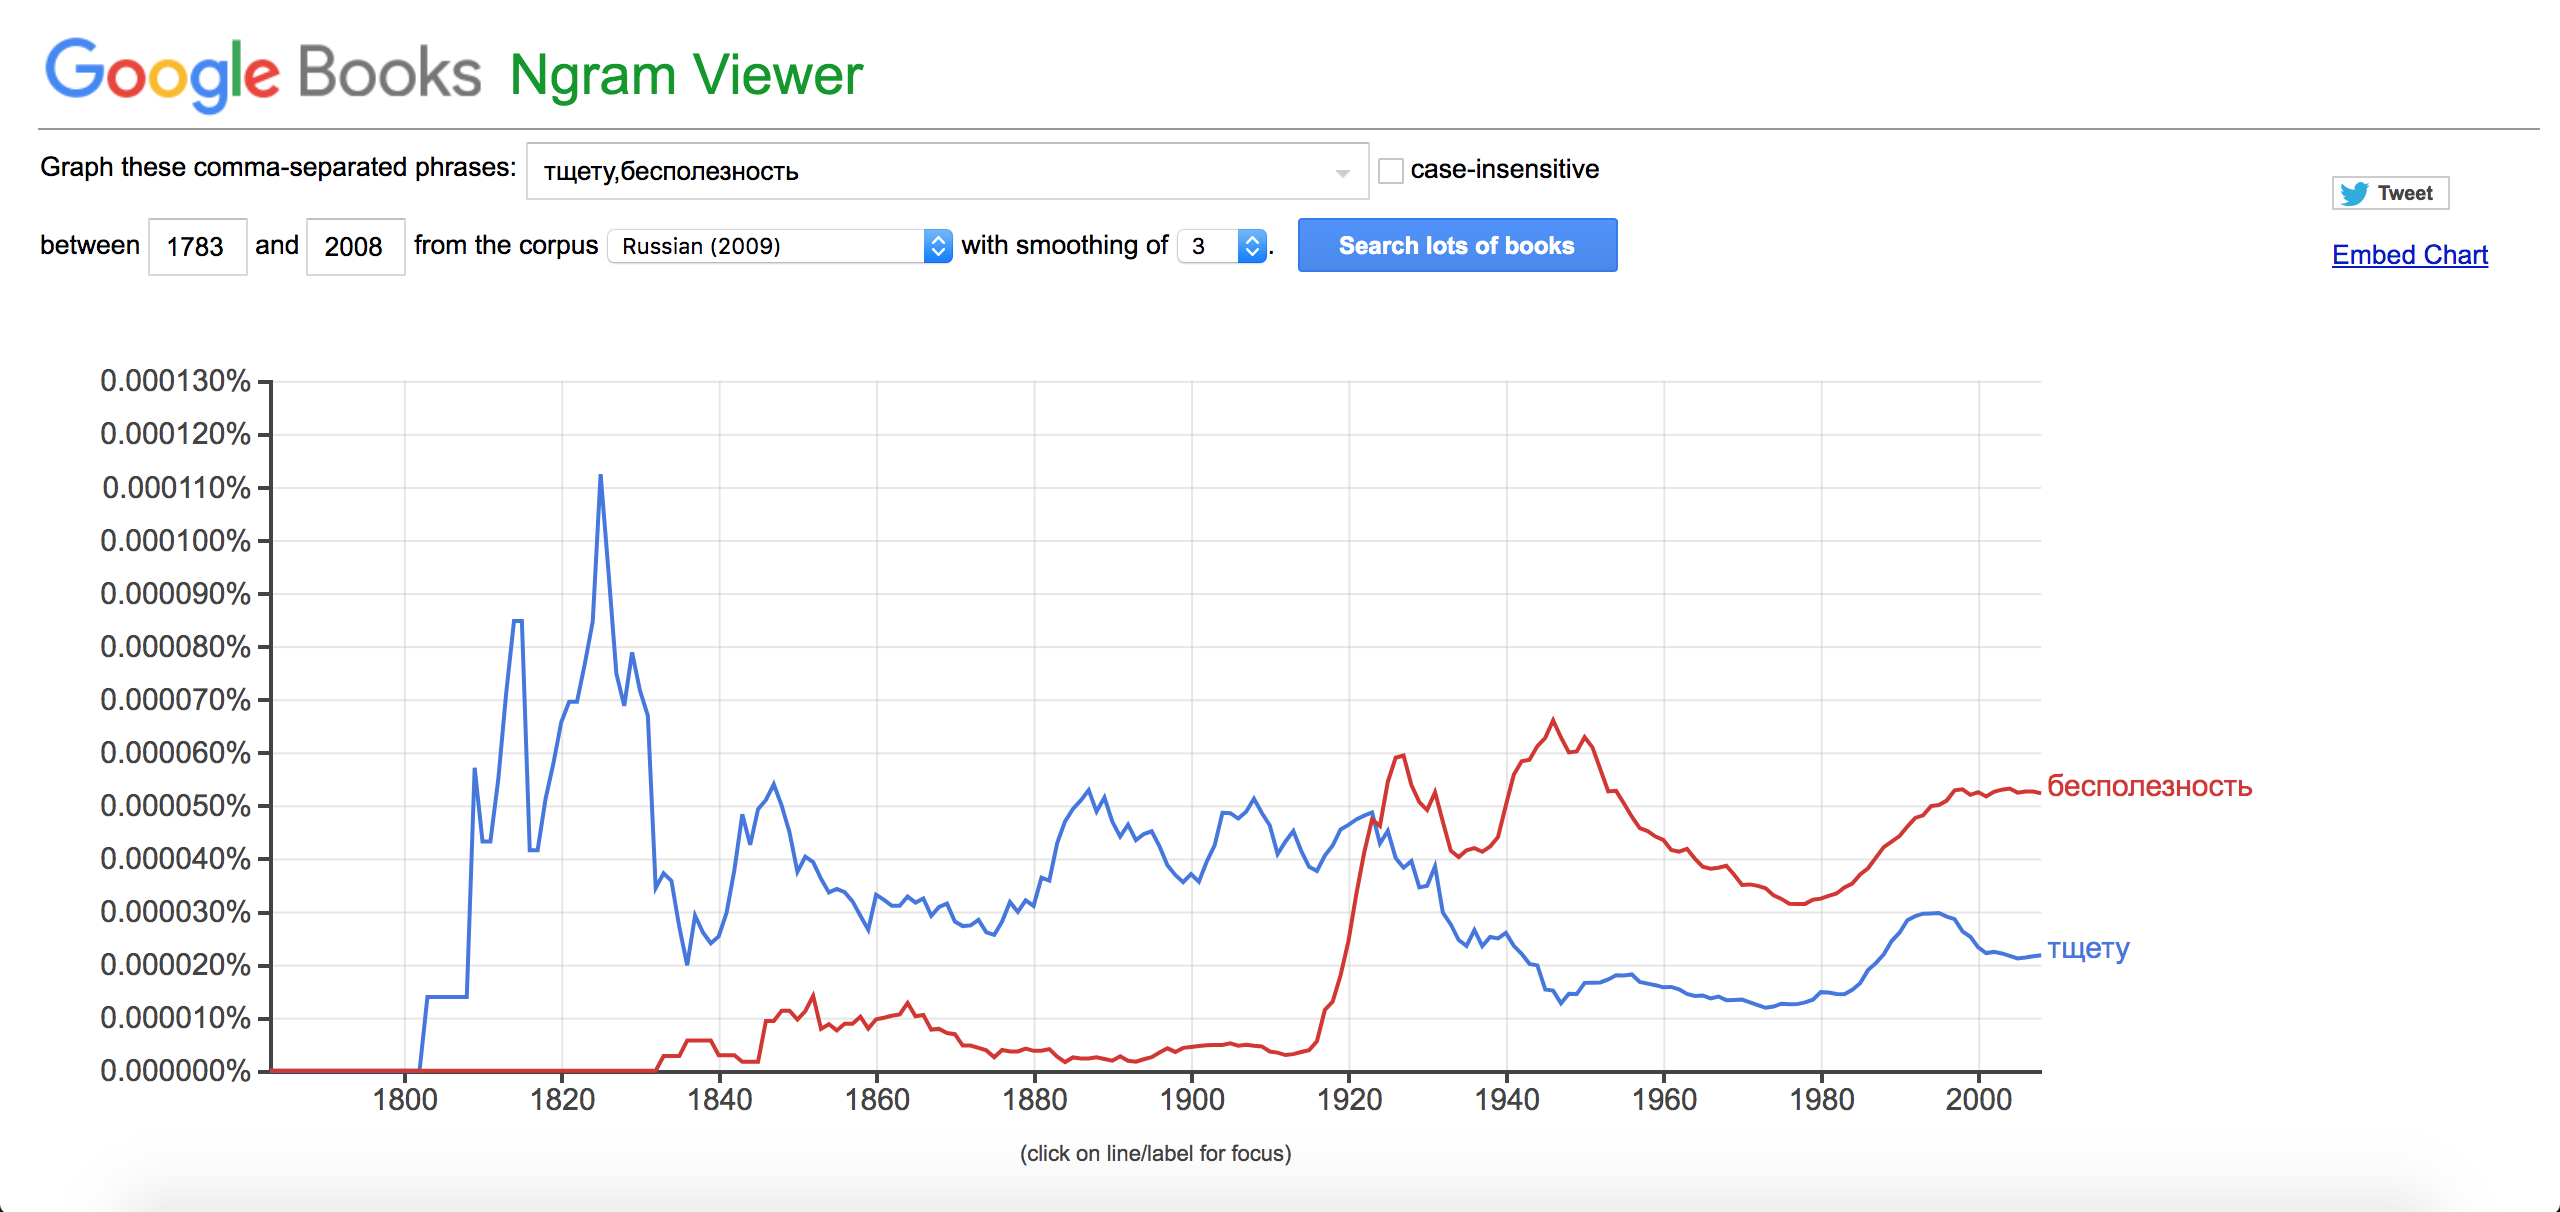 Google Books Ngram Viewer
Graph these comma-separated phrases: тщету,бесполезность case-insensitive
Tweet
between 1783 and 2008 from the corpus Russian (2009) with smoothing of 3 . Search lots of books
Embed Chart
0.000130%
0.000120%
0.000110%
0.000100%
0.000090%
0.000080%
0.000070%
0.000060%
0.000050%
0.000040%
0.000030%
0.000020%
0.000010%
0.000000%
бесполезность
тщету
1800 1820 1840 1860 1880 1900 1920 1940 1960 1980 2000
(click on line/label for focus)